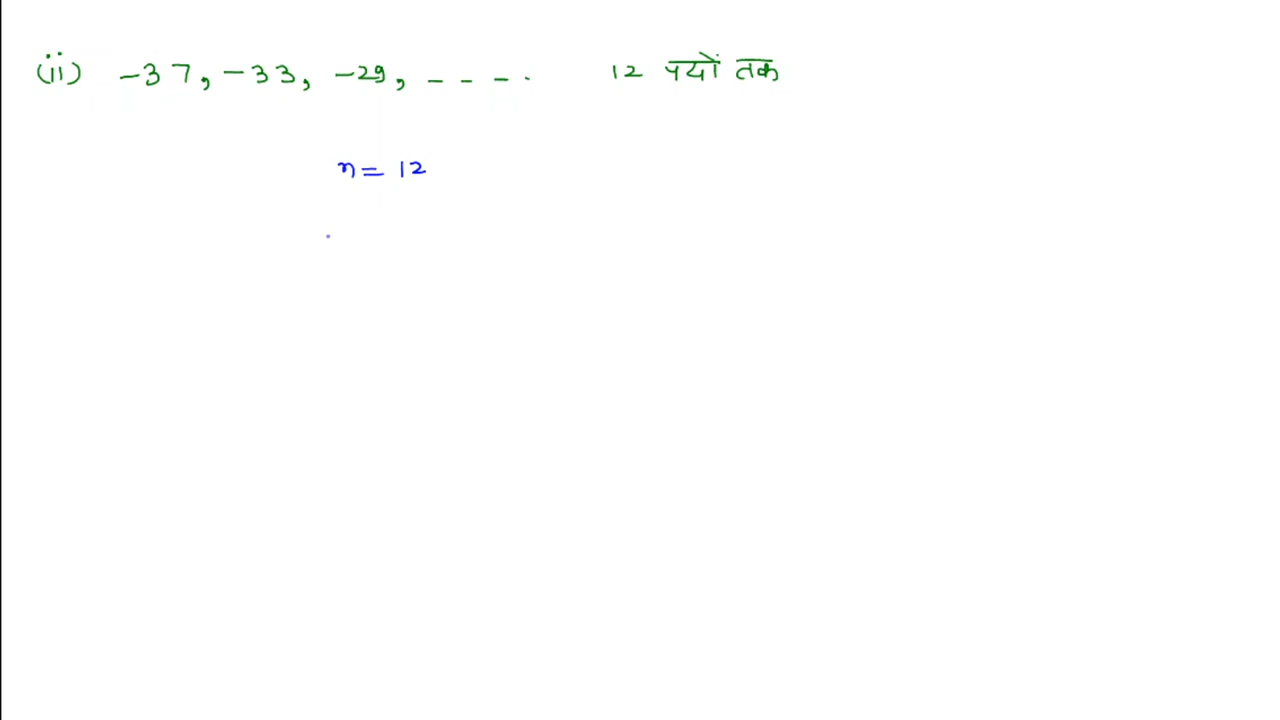 (ii) -37, -33, -29, - - - . 12 पदों तक
n = 12